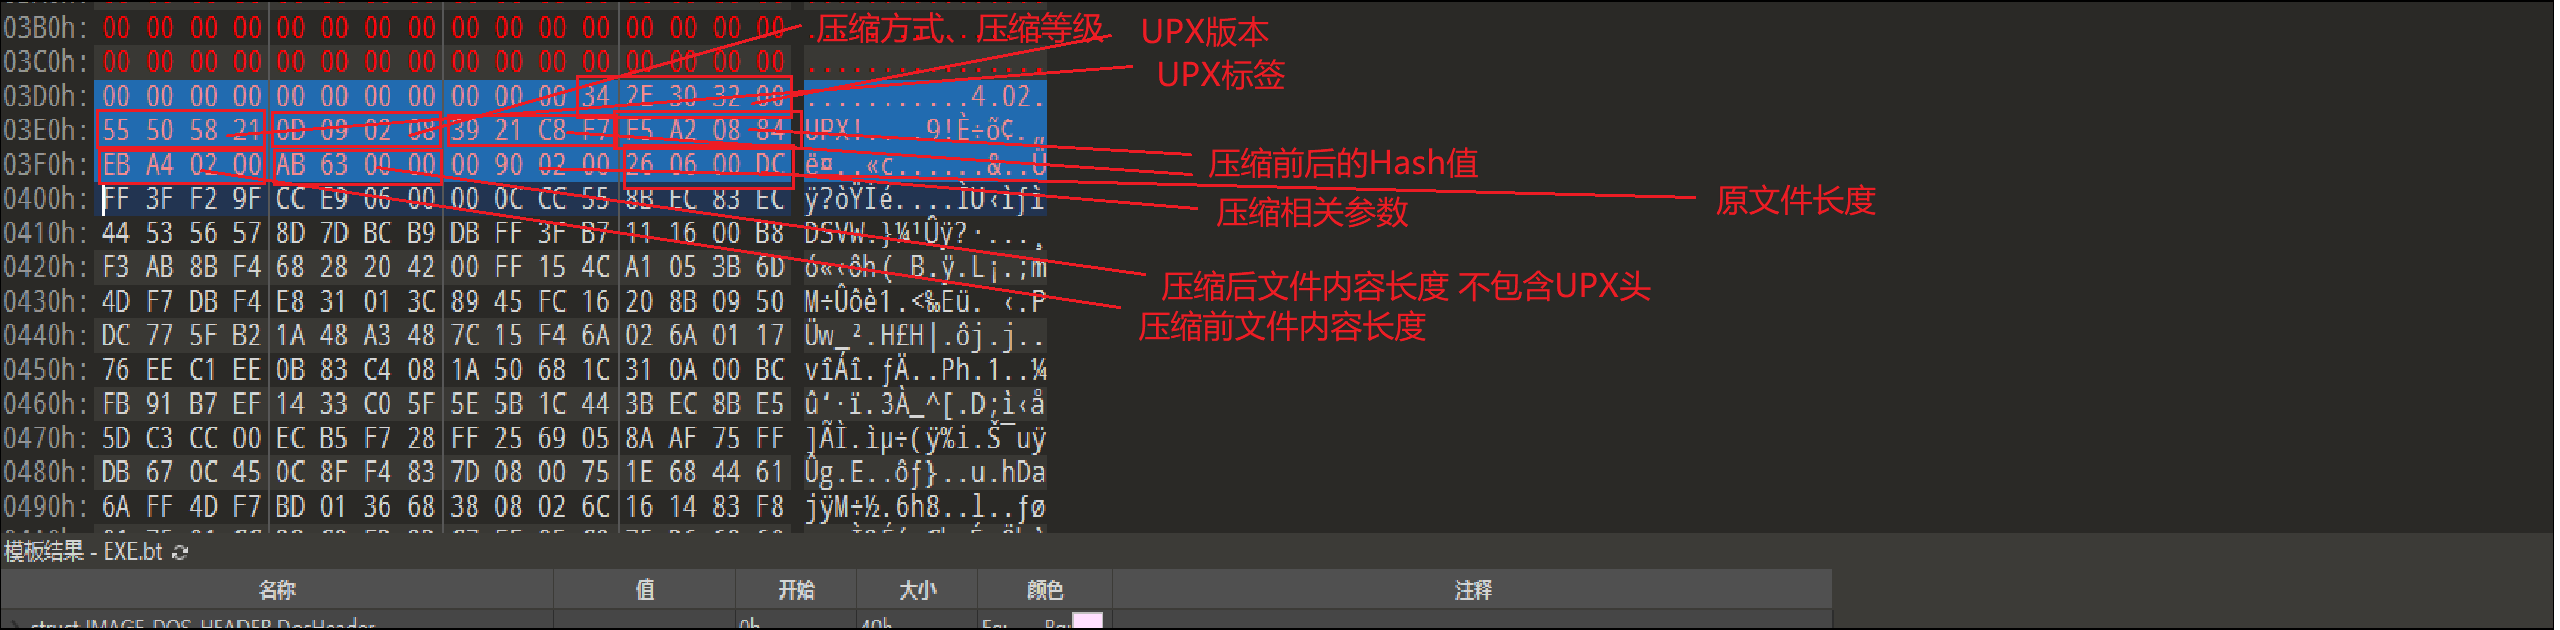 03B0h: 00 00 00 00 00 00 00 00 00 00 00 00 00 00 00 00
压缩方式、压缩等级
UPX版本
03C0h: 00 00 00 00 00 00 00 00 00 00 00 00 00 00 00 00 ................
UPX标签
03D0h: 00 00 00 00 00 00 00 00 00 00 00 34 2E 30 32 00 ...........4.02.
03E0h: 55 50 58 21 0D 09 02 08 39 21 C8 F7 F5 A2 08 84 UPX!....9!È÷õ¢.„
压缩前后的Hash值
03F0h: EB A4 02 00 AB 63 00 00 00 90 02 00 26 06 00 DC ë¤..«c......&..Ü
原文件长度
0400h: FF 3F F2 9F CC E9 06 00 00 0C CC 55 8B EC 83 EC ÿ?òŸÌé....ÌU‹ìƒì
压缩相关参数
0410h: 44 53 56 57 8D 7D BC B9 DB FF 3F B7 11 16 00 B8 DSVW.}¼¹Ûÿ?·...¸
0420h: F3 AB 8B F4 68 28 20 42 00 FF 15 4C A1 05 3B 6D ó«‹ôh( B.ÿ.L¡.;m
压缩后文件内容长度 不包含UPX头
0430h: 4D F7 DB F4 E8 31 01 3C 89 45 FC 16 20 8B 09 50 M÷Ûôè1.<‰Eü. ‹.P
压缩前文件内容长度
0440h: DC 77 5F B2 1A 48 A3 48 7C 15 F4 6A 02 6A 01 17 Üw_².H£H|.ôj.j..
0450h: 76 EE C1 EE 0B 83 C4 08 1A 50 68 1C 31 0A 00 BC vîÁî.ƒÄ..Ph.1..¼
0460h: FB 91 B7 EF 14 33 C0 5F 5E 5B 1C 44 3B EC 8B E5 û‘·ï.3À_^[.D;ì‹å
0470h: 5D C3 CC 00 EC B5 F7 28 FF 25 69 05 8A AF 75 FF ]ÃÌ.ìµ÷(ÿ%i.Š¯uÿ
0480h: DB 67 0C 45 0C 8F F4 83 7D 08 00 75 1E 68 44 61 Ûg.E..ôƒ}..u.hDa
0490h: 6A FF 4D F7 BD 01 36 68 38 08 02 6C 16 14 83 F8 jÿM÷½.6h8..l..ƒø
模板结果 - EXE.bt
名称 值 开始 大小 颜色 注释
struct IMAGE_DOS_HEADER DosHeader 0h 40h